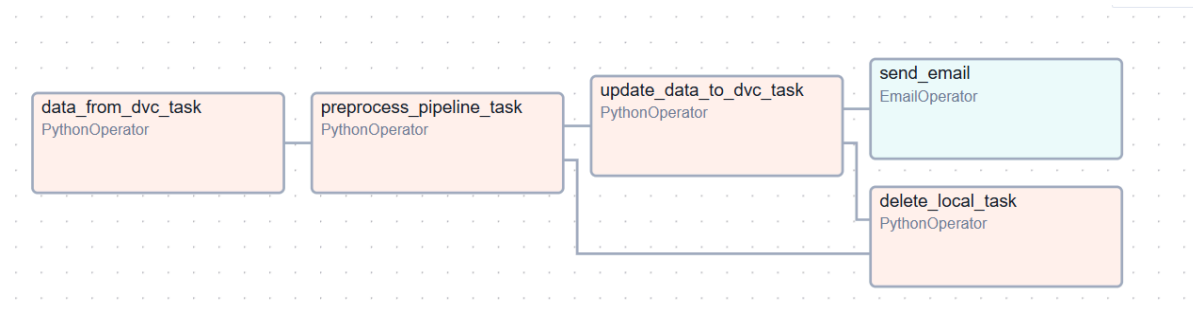 data_from_dvc_task
PythonOperator
preprocess_pipeline_task
PythonOperator
update_data_to_dvc_task
PythonOperator
send_email
EmailOperator
delete_local_task
PythonOperator